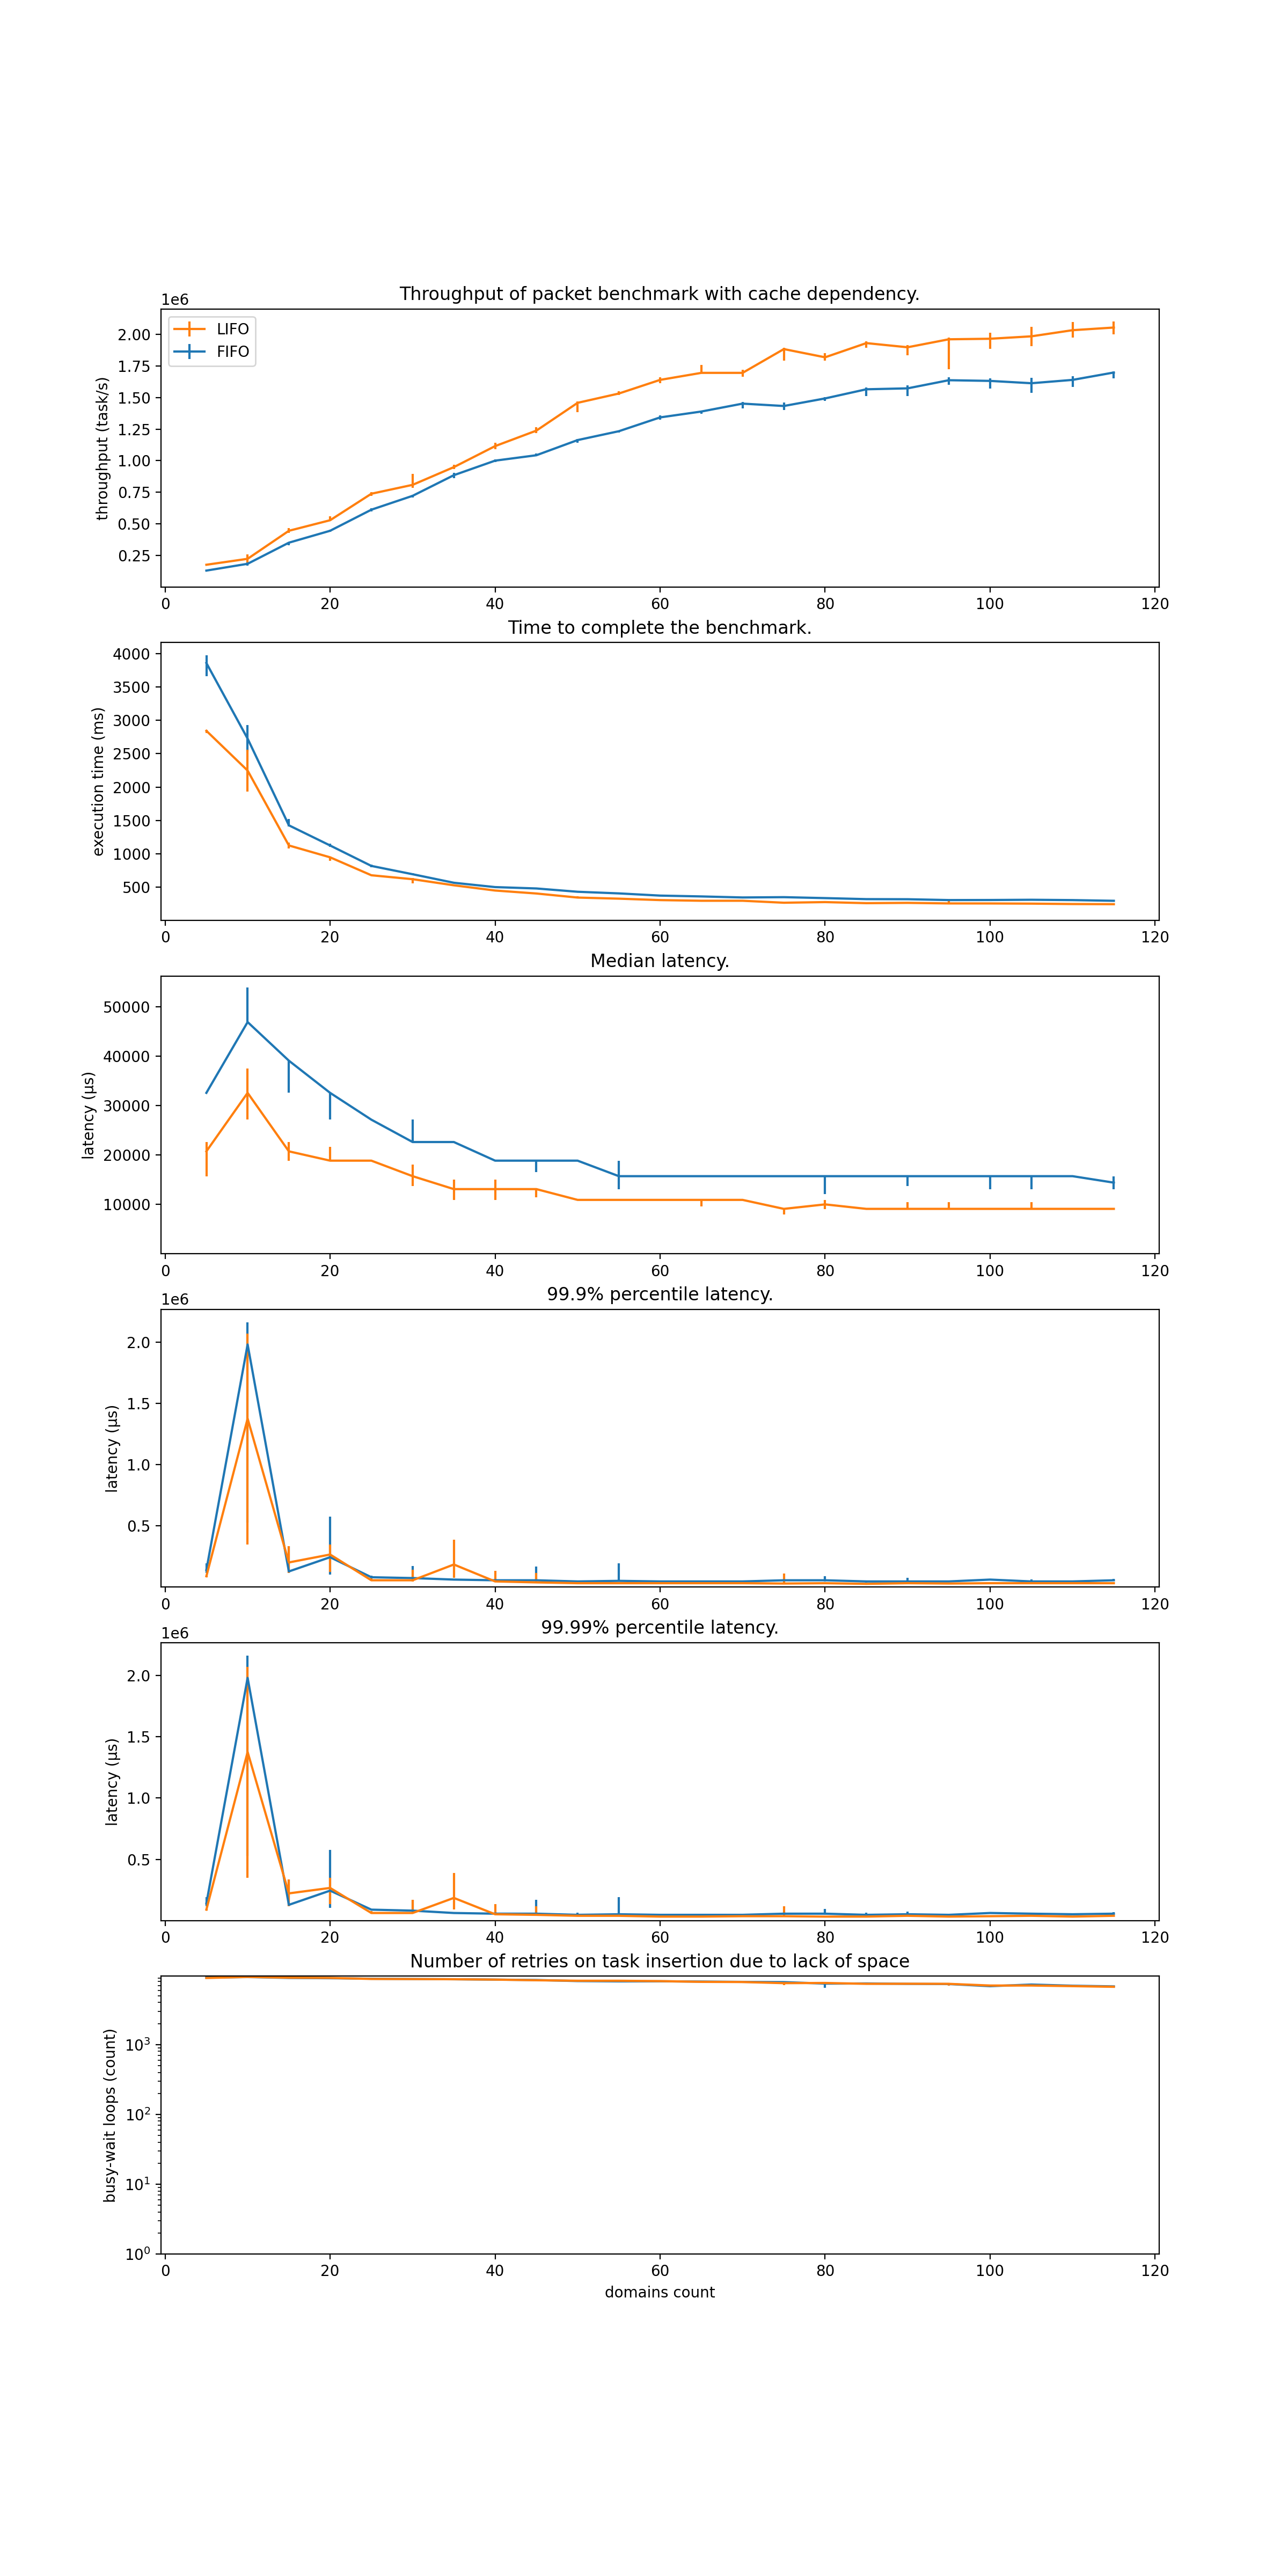 Throughput of packet benchmark with cache dependency.
1e6
LIFO
FIFO
throughput (task/s)
2.00
1.75
1.50
1.25
1.00
0.75
0.50
0.25
0 20 40 60 80 100 120
Time to complete the benchmark.
execution time (ms)
4000
3500
3000
2500
2000
1500
1000
500
0 20 40 60 80 100 120
Median latency.
latency (µs)
50000
40000
30000
20000
10000
0 20 40 60 80 100 120
99.9% percentile latency.
1e6
latency (µs)
2.0
1.5
1.0
0.5
0 20 40 60 80 100 120
99.99% percentile latency.
1e6
latency (µs)
2.0
1.5
1.0
0.5
0 20 40 60 80 100 120
Number of retries on task insertion due to lack of space
busy-wait loops (count)
10³
10²
10¹
10⁰
0 20 40 60 80 100 120
domains count